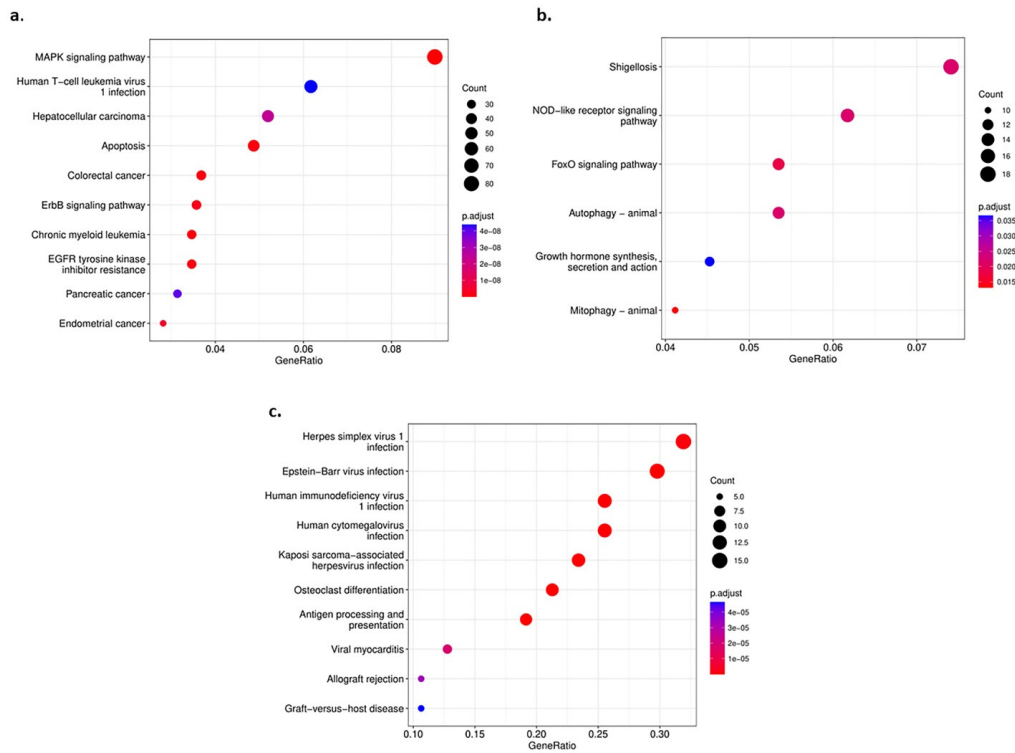 a.
MAPK signaling pathway
Human T−cell leukemia virus
1 infection
Hepatocellular carcinoma
Apoptosis
Colorectal cancer
ErbB signaling pathway
Chronic myeloid leukemia
EGFR tyrosine kinase
inhibitor resistance
Pancreatic cancer
Endometrial cancer
0.04 0.06 0.08
GeneRatio
Count
30
40
50
60
70
80
p.adjust
4e−08
3e−08
2e−08
1e−08
b.
Shigellosis
NOD−like receptor signaling
pathway
FoxO signaling pathway
Autophagy − animal
Growth hormone synthesis,
secretion and action
Mitophagy − animal
0.04 0.05 0.06 0.07
GeneRatio
Count
10
12
14
16
18
p.adjust
0.035
0.030
0.025
0.020
0.015
c.
Herpes simplex virus 1
infection
Epstein−Barr virus infection
Human immunodeficiency virus
1 infection
Human cytomegalovirus
infection
Kaposi sarcoma−associated
herpesvirus infection
Osteoclast differentiation
Antigen processing and
presentation
Viral myocarditis
Allograft rejection
Graft−versus−host disease
0.10 0.15 0.20 0.25 0.30
GeneRatio
Count
5.0
7.5
10.0
12.5
15.0
p.adjust
4e−05
3e−05
2e−05
1e−05